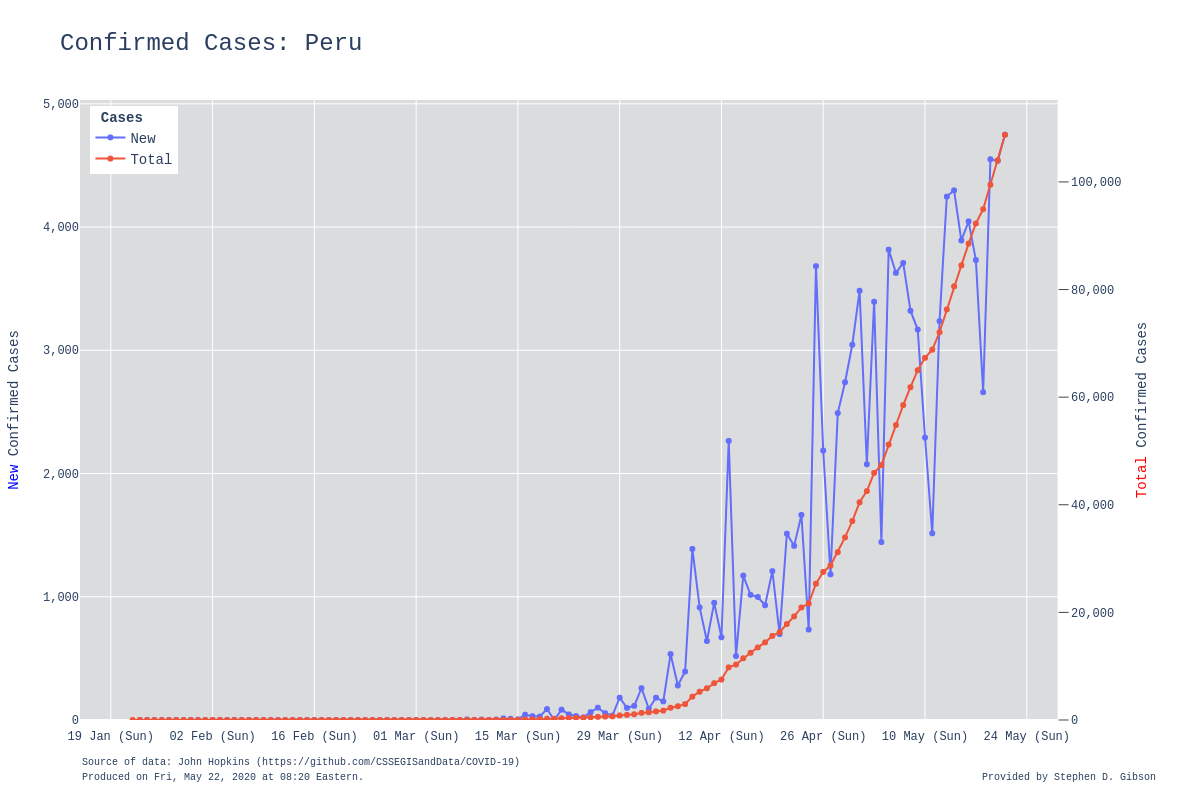 Confirmed Cases: Peru
Cases
New
Total
5,000
4,000
3,000
2,000
1,000
0
New Confirmed Cases
100,000
80,000
60,000
40,000
20,000
0
Total Confirmed Cases
19 Jan (Sun) 02 Feb (Sun) 16 Feb (Sun) 01 Mar (Sun) 15 Mar (Sun) 29 Mar (Sun) 12 Apr (Sun) 26 Apr (Sun) 10 May (Sun) 24 May (Sun)
Source of data: John Hopkins (https://github.com/CSSEGISandData/COVID-19)
Produced on Fri, May 22, 2020 at 08:20 Eastern.
Provided by Stephen D. Gibson